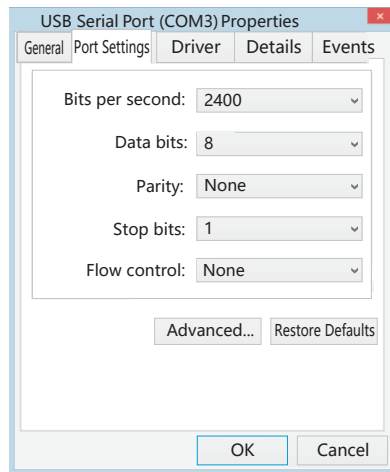 USB Serial Port (COM3) Properties
General Port Settings Driver Details Events
Bits per second: 2400
Data bits: 8
Parity: None
Stop bits: 1
Flow control: None
Advanced... Restore Defaults
OK Cancel